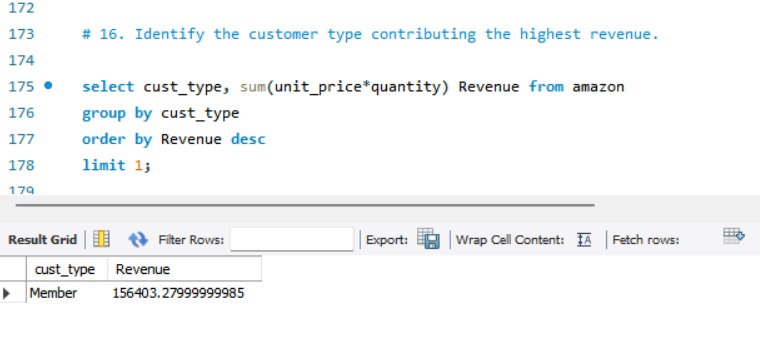 172
173 # 16. Identify the customer type contributing the highest revenue.
174
175 select cust_type, sum(unit_price*quantity) Revenue from amazon
176 group by cust_type
177 order by Revenue desc
178 limit 1;
179
Result Grid Filter Rows: Export: Wrap Cell Content: Fetch rows:
cust_type Revenue
Member 156403.27999999985